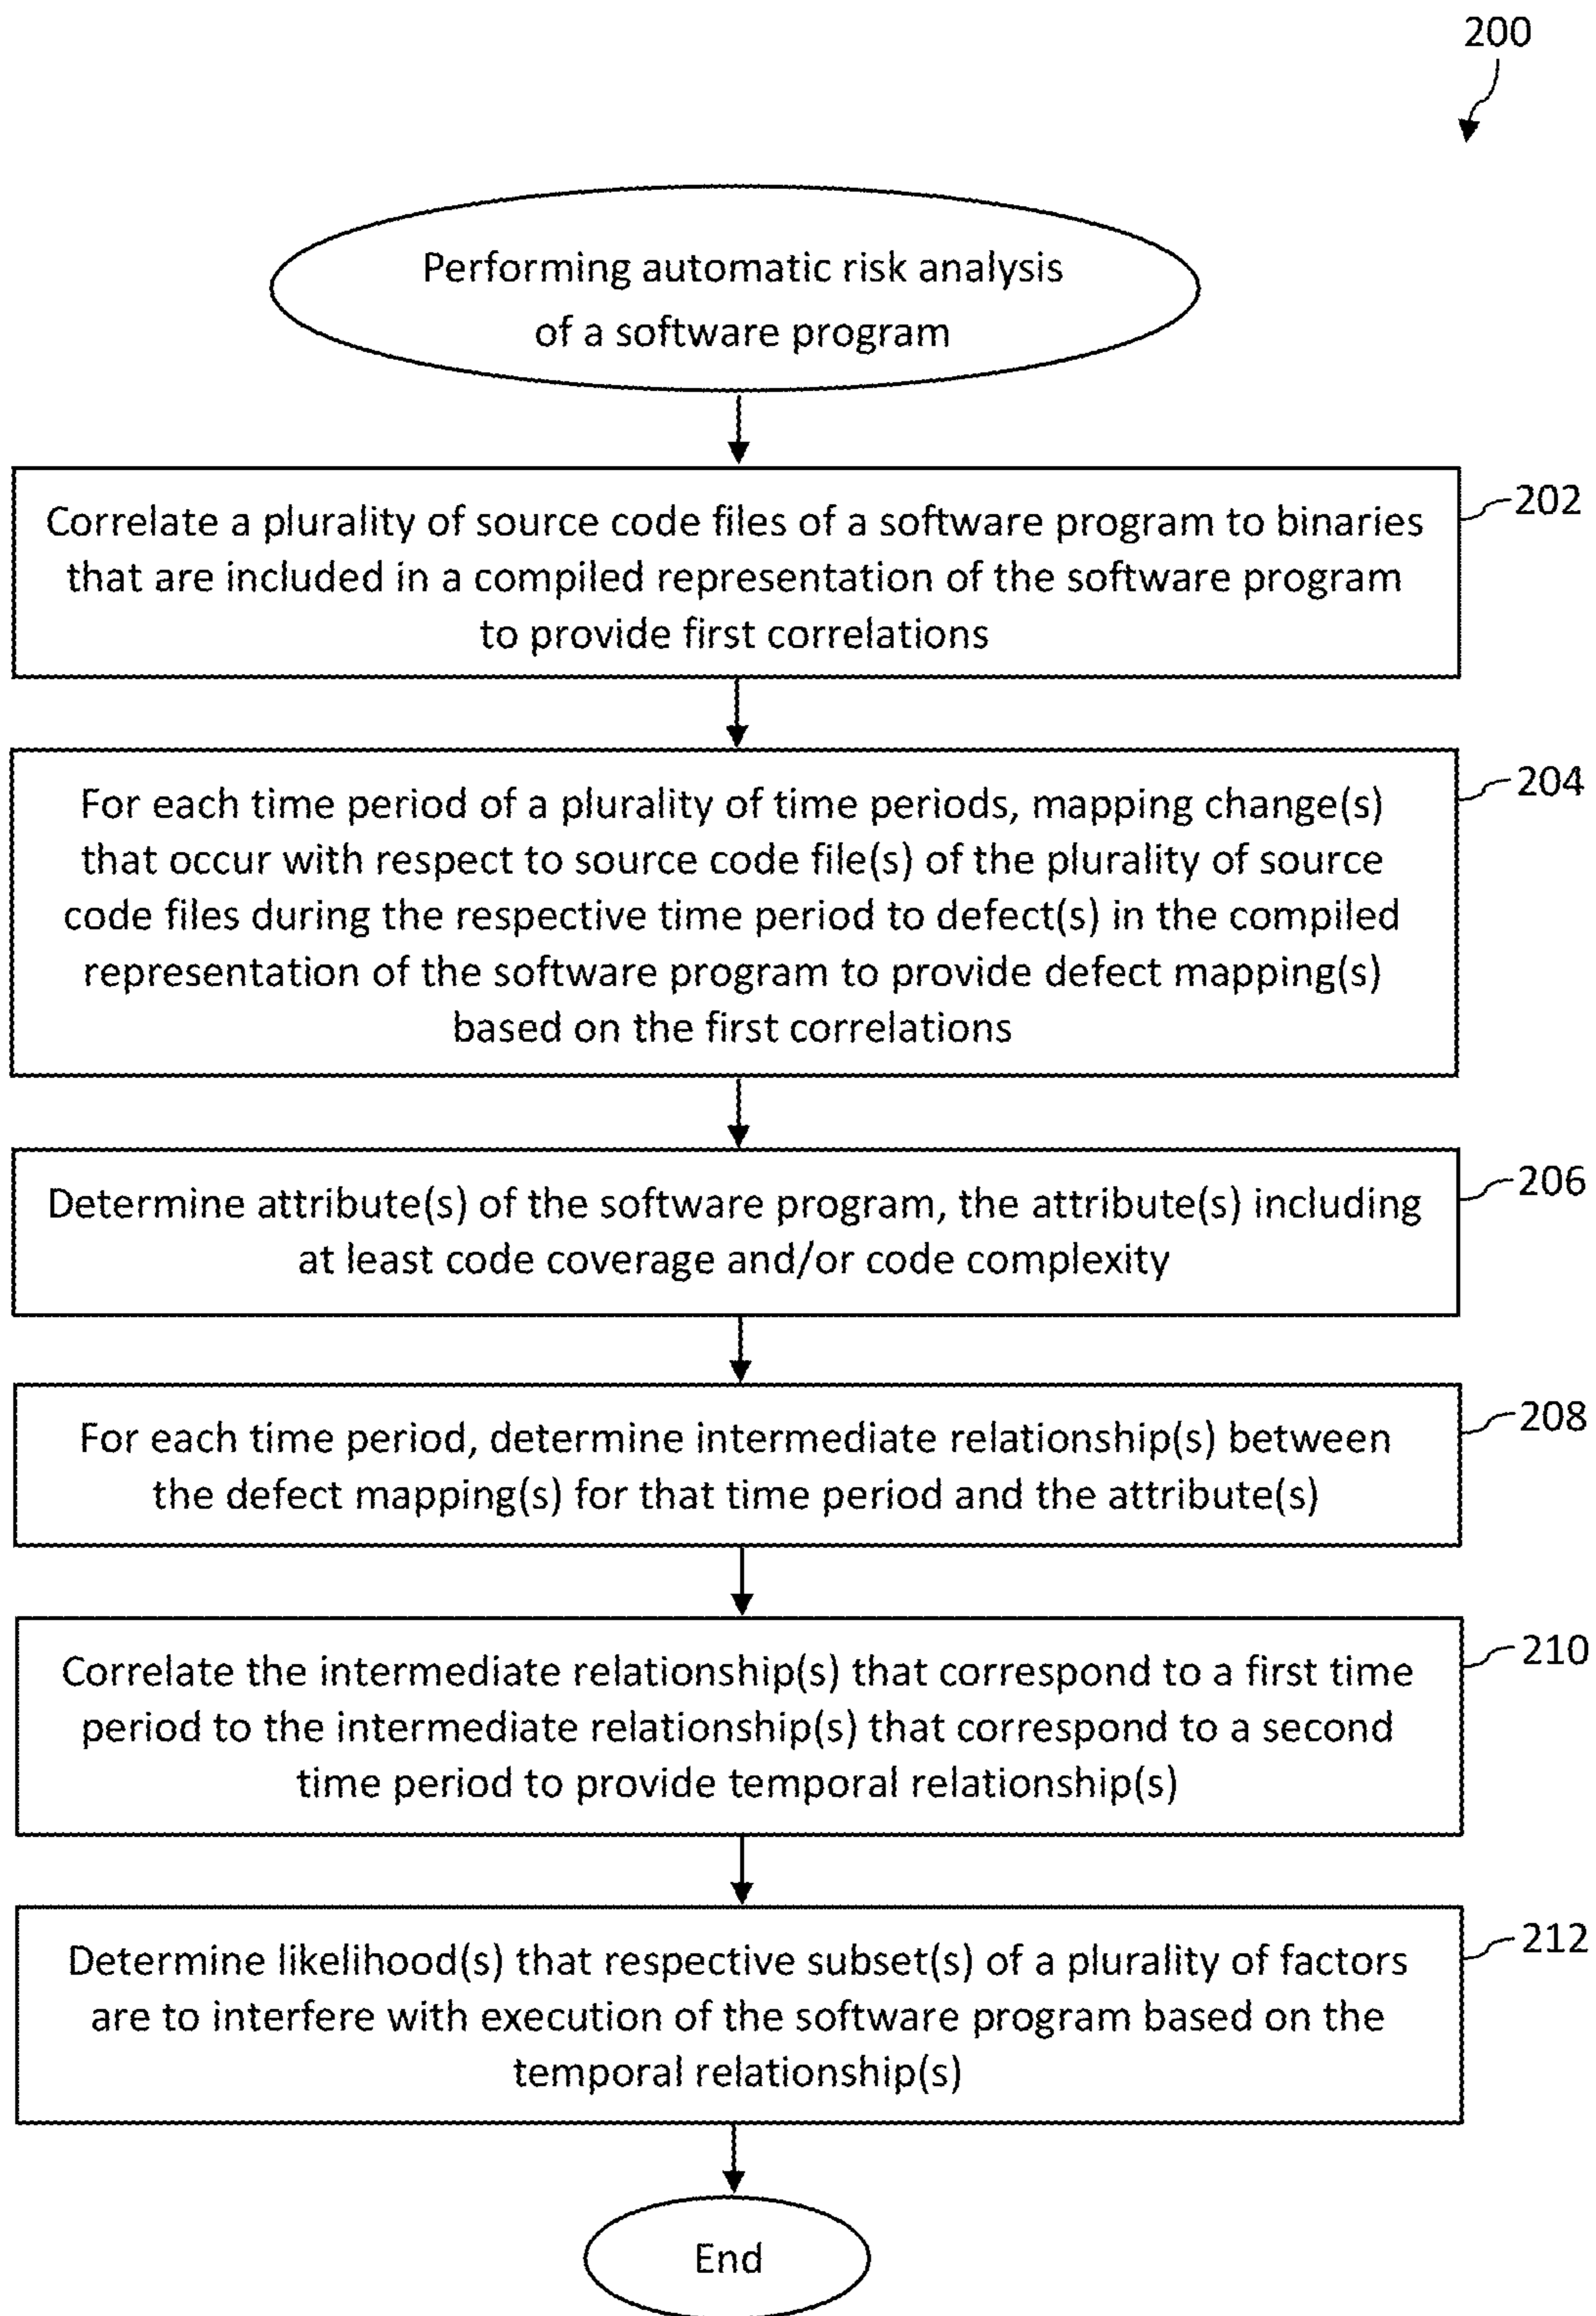 200
Performing automatic risk analysis
of a software program
202
Correlate a plurality of source code files of a software program to binaries
that are included in a compiled representation of the software program
to provide first correlations
204
For each time period of a plurality of time periods, mapping change(s)
that occur with respect to source code file(s) of the plurality of source
code files during the respective time period to defect(s) in the compiled
representation of the software program to provide defect mapping(s)
based on the first correlations
206
Determine attribute(s) of the software program, the attribute(s) including
at least code coverage and/or code complexity
208
For each time period, determine intermediate relationship(s) between
the defect mapping(s) for that time period and the attribute(s)
210
Correlate the intermediate relationship(s) that correspond to a first time
period to the intermediate relationship(s) that correspond to a second
time period to provide temporal relationship(s)
212
Determine likelihood(s) that respective subset(s) of a plurality of factors
are to interfere with execution of the software program based on the
temporal relationship(s)
End